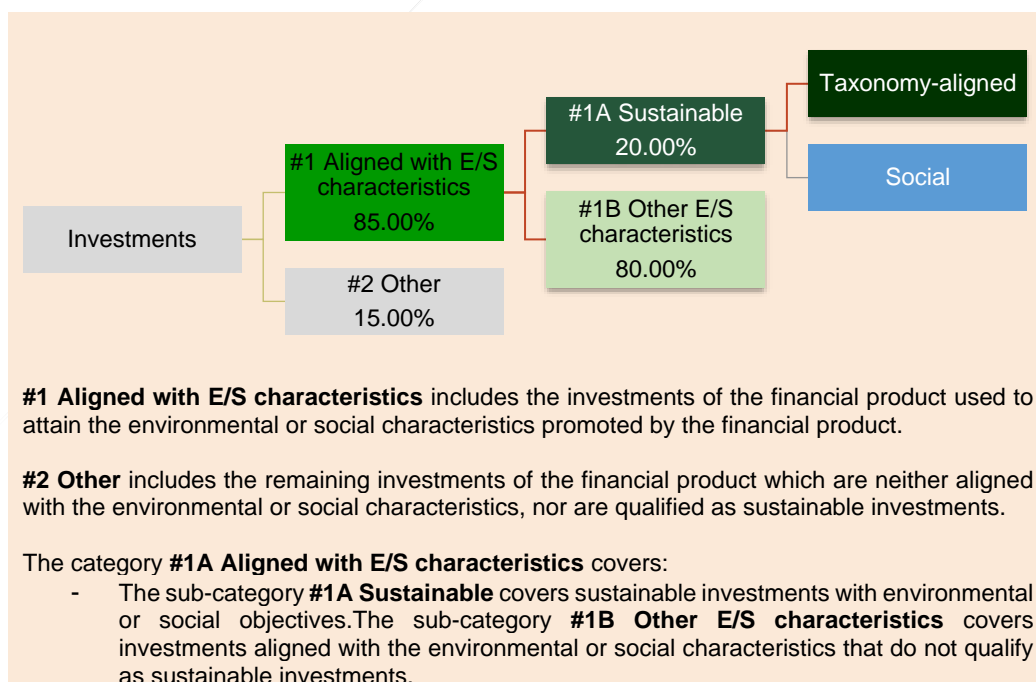 Taxonomy-aligned
#1A Sustainable
20.00%
#1 Aligned with E/S
characteristics
85.00%
Social
#1B Other E/S
characteristics
80.00%
Investments
#2 Other
15.00%
#1 Aligned with E/S characteristics includes the investments of the financial product used to
attain the environmental or social characteristics promoted by the financial product.
#2 Other includes the remaining investments of the financial product which are neither aligned
with the environmental or social characteristics, nor are qualified as sustainable investments.
The category #1A Aligned with E/S characteristics covers:
- The sub-category #1A Sustainable covers sustainable investments with environmental
or social objectives.The sub-category #1B Other E/S characteristics covers
investments aligned with the environmental or social characteristics that do not qualify
as sustainable investments.